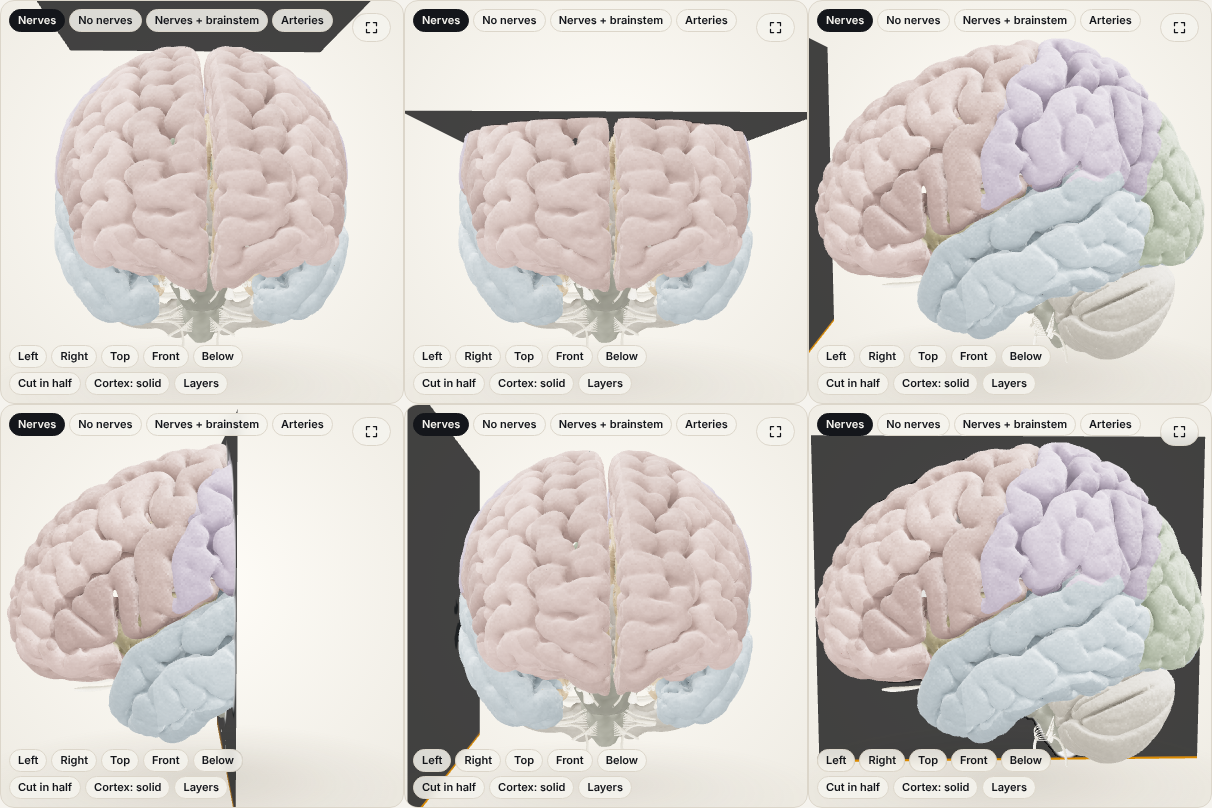 Nerves No nerves Nerves + brainstem Arteries
Left Right Top Front Below
Cut in half Cortex: solid Layers
Nerves No nerves Nerves + brainstem Arteries
Left Right Top Front Below
Cut in half Cortex: solid Layers
Nerves No nerves Nerves + brainstem Arteries
Left Right Top Front Below
Cut in half Cortex: solid Layers
Nerves No nerves Nerves + brainstem Arteries
Left Right Top Front Below
Cut in half Cortex: solid Layers
Nerves No nerves Nerves + brainstem Arteries
Left Right Top Front Below
Cut in half Cortex: solid Layers
Nerves No nerves Nerves + brainstem Arteries
Left Right Top Front Below
Cut in half Cortex: solid Layers